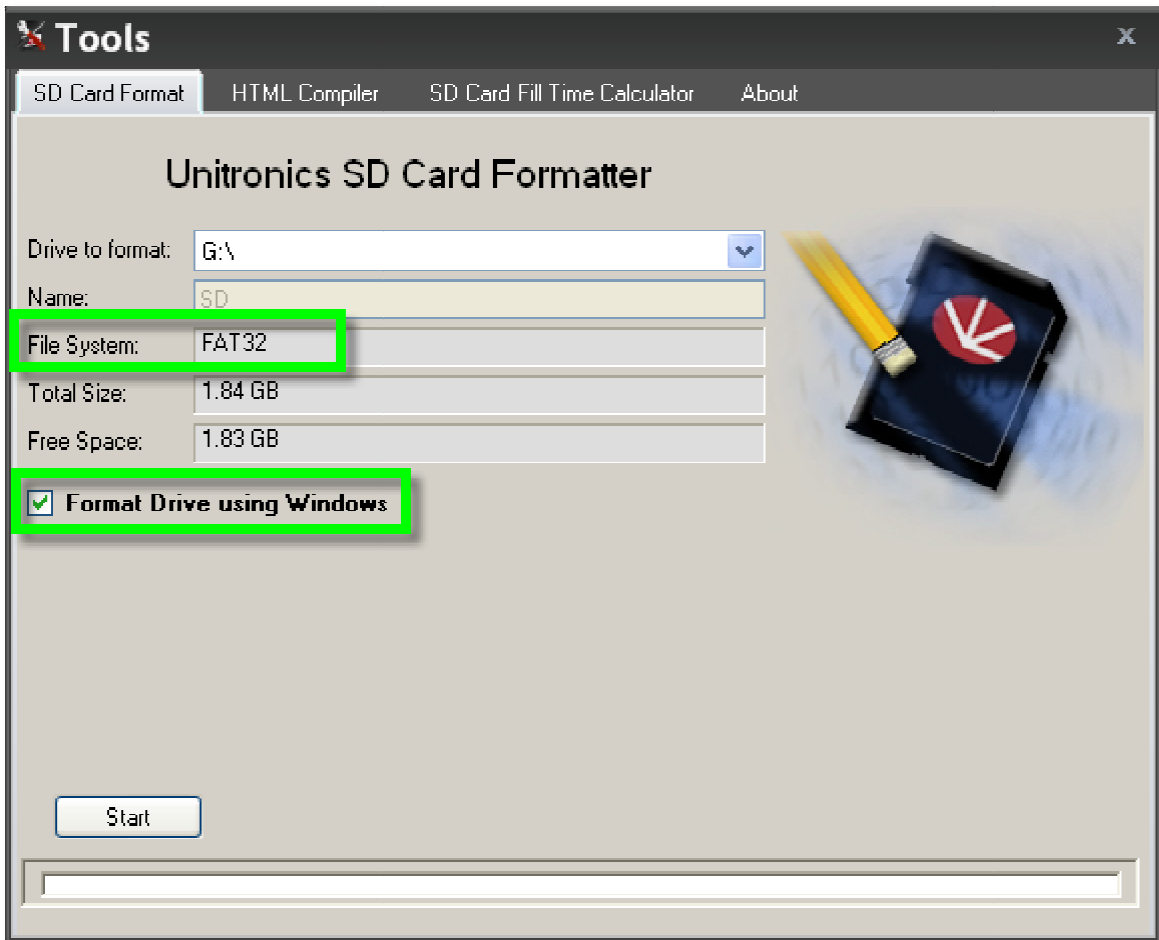 Tools
X
SD Card Format HTML Compiler SD Card Fill Time Calculator About
Unitronics SD Card Formatter
Drive to format: G:\
Name: SD
File System: FAT32
Total Size: 1.84 GB
Free Space: 1.83 GB
Format Drive using Windows
Start